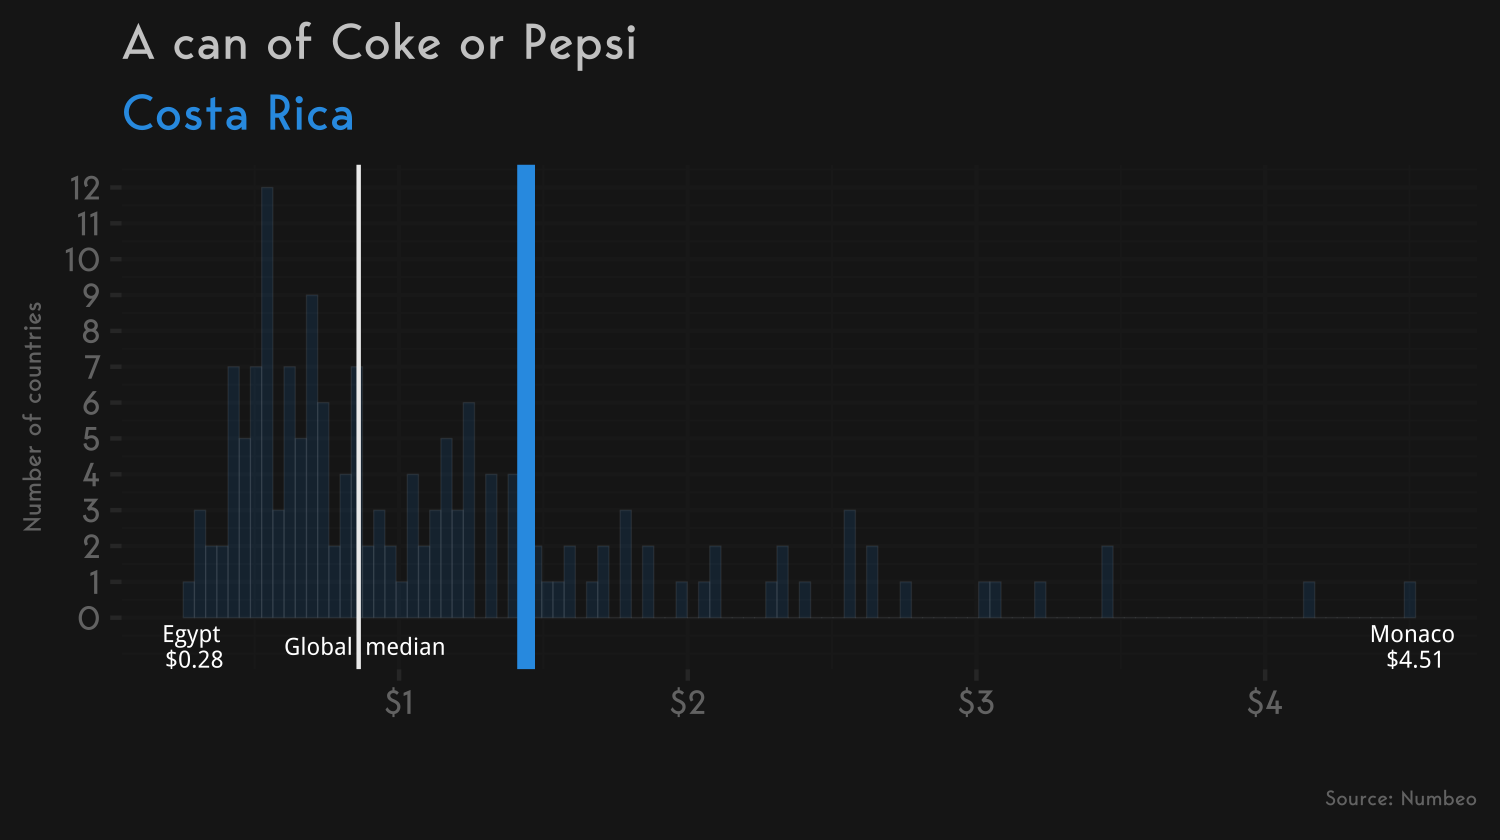 A can of Coke or Pepsi
Costa Rica
Number of countries
12
11
10
9
8
7
6
5
4
3
2
1
0
Egypt
$0.28
Global median
Monaco
$4.51
$1 $2 $3 $4
Source: Numbeo